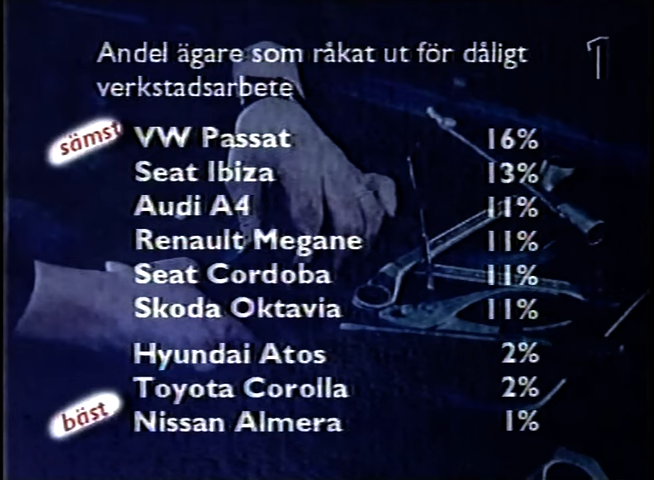 Andel ägare som råkat ut för dåligt
verkstadsarbete
1
sämst
VW Passat 16%
Seat Ibiza 13%
Audi A4 11%
Renault Megane 11%
Seat Cordoba 11%
Skoda Oktavia 11%
Hyundai Atos 2%
Toyota Corolla 2%
bäst
Nissan Almera 1%